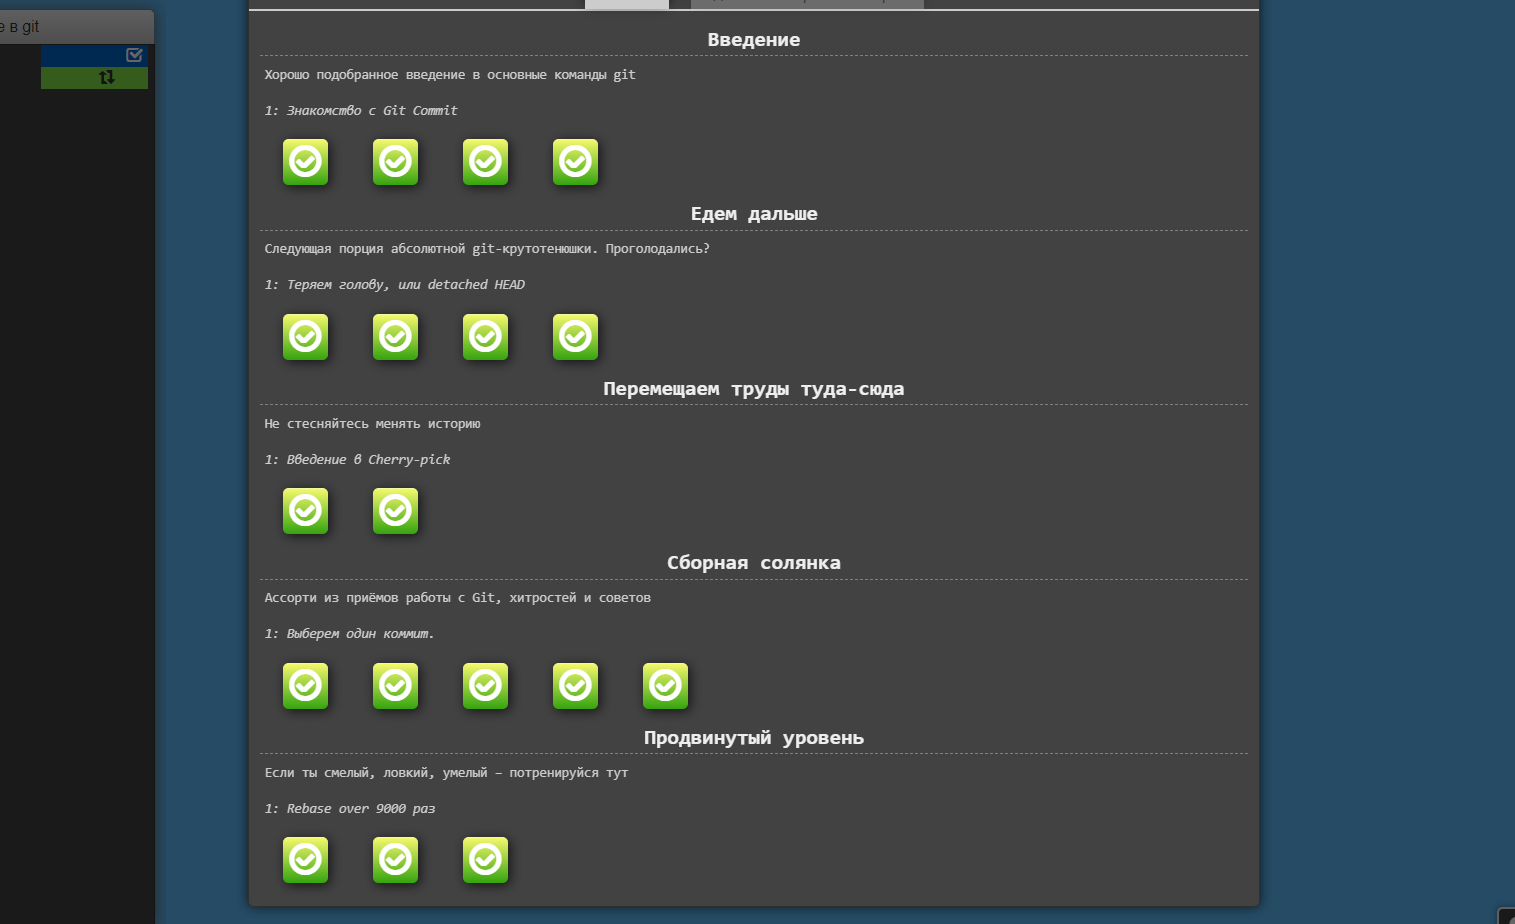 е в git
Введение
Хорошо подобранное введение в основные команды git
1: Знакомство с Git Commit
Едем дальше
Следующая порция абсолютной git-крутотенюшки. Проголодались?
1: Теряем голову, или detached HEAD
Перемещаем труды туда-сюда
Не стесняйтесь менять историю
1: Введение в Cherry-pick
Сборная солянка
Ассорти из приёмов работы с Git, хитростей и советов
1: Выберем один коммит.
Продвинутый уровень
Если ты смелый, ловкий, умелый – потренируйся тут
1: Rebase over 9000 раз